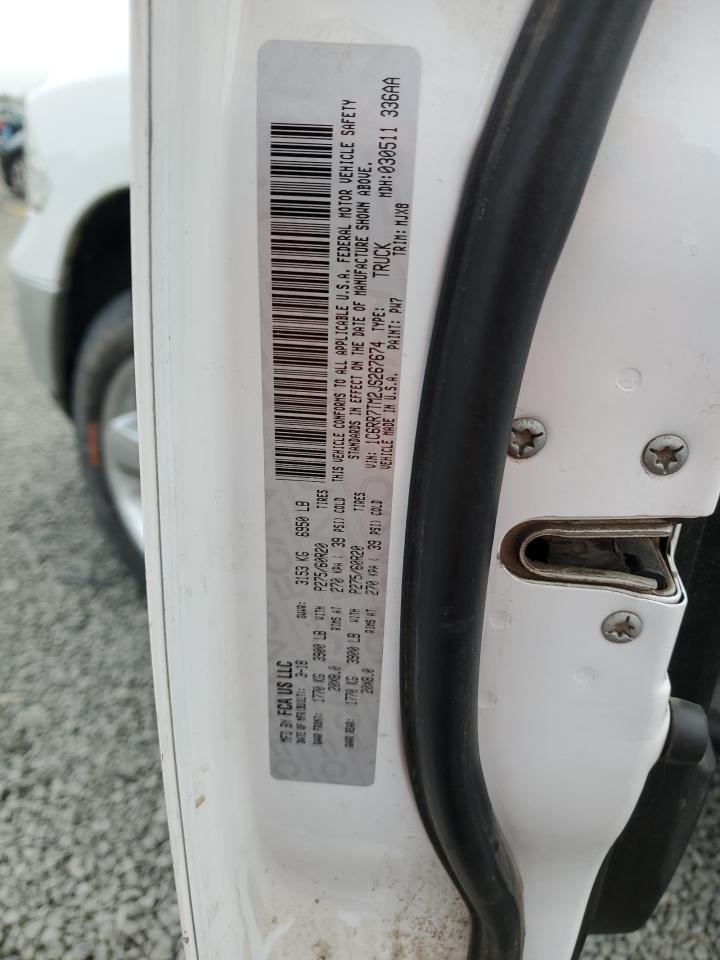 MFD BY FCA US LLC
DATE OF MFR(BUILT): 3-18 GVWR: 3153 KG 6950 LB
GAWR FRONT: 1770 KG 3900 LB WITH P275/60R20 TIRES
20X8.0 RIMS AT 270 KPA ( 39 PSI) COLD
GAWR REAR: 1770 KG 3900 LB WITH P275/60R20 TIRES
20X8.0 RIMS AT 270 KPA ( 39 PSI) COLD
THIS VEHICLE CONFORMS TO ALL APPLICABLE U.S.A. FEDERAL MOTOR VEHICLE SAFETY
STANDARDS IN EFFECT ON THE DATE OF MANUFACTURE SHOWN ABOVE.
VIN: 1C6RR7TM2JS267674 TYPE: TRUCK MDH:030511 336AA
VEHICLE MADE IN U.S.A. PAINT: PW7 TRIM: MJX8